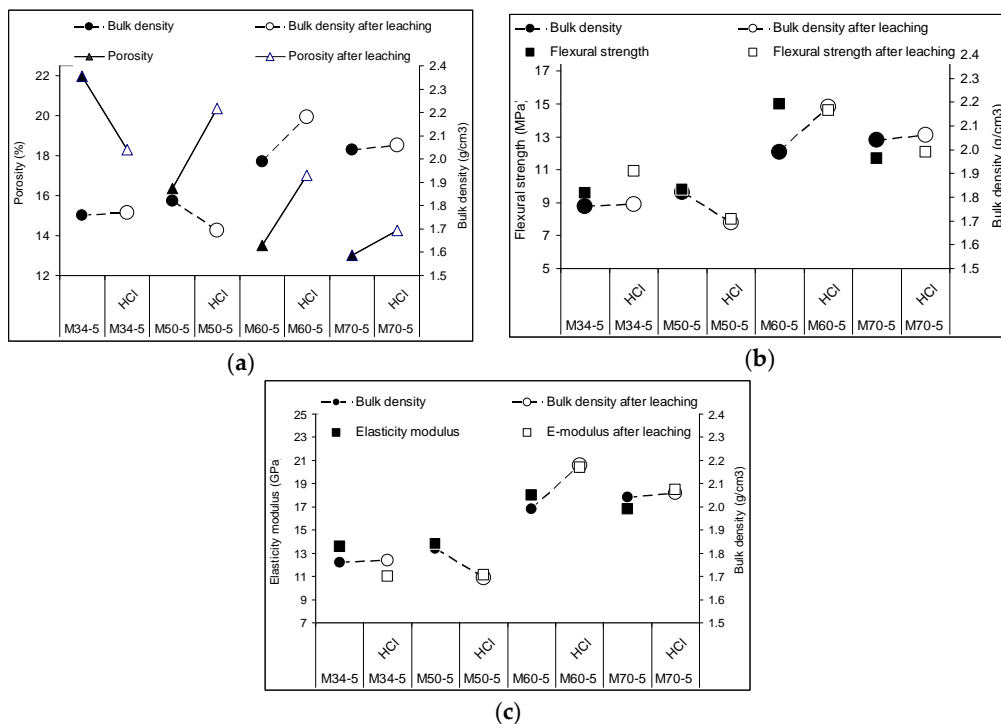 Bulk density
Bulk density after leaching
Porosity
Porosity after leaching
Porosity (%)
22
20
18
16
14
12
2.4
2.3
2.2
2.1
2.0
1.9
1.8
1.7
1.6
1.5
Bulk density (g/cm3)
HCl HCl HCl HCl
M34-5 M34-5 M50-5 M50-5 M60-5 M60-5 M70-5 M70-5
(a)
Bulk density
Bulk density after leaching
Flexural strength
Flexural strength after leaching
Flexural strength (MPa)
17
15
13
11
9
7
5
2.4
2.3
2.2
2.1
2.0
1.9
1.8
1.7
1.6
1.5
Bulk density (g/cm3)
HCl HCl HCl HCl
M34-5 M34-5 M50-5 M50-5 M60-5 M60-5 M70-5 M70-5
(b)
Bulk density
Bulk density after leaching
Elasticity modulus
E-modulus after leaching
Elasticity modulus (GPa
25
23
21
19
17
15
13
11
9
7
2.4
2.3
2.2
2.1
2.0
1.9
1.8
1.7
1.6
1.5
Bulk density (g/cm3)
HCl HCl HCl HCl
M34-5 M34-5 M50-5 M50-5 M60-5 M60-5 M70-5 M70-5
(c)